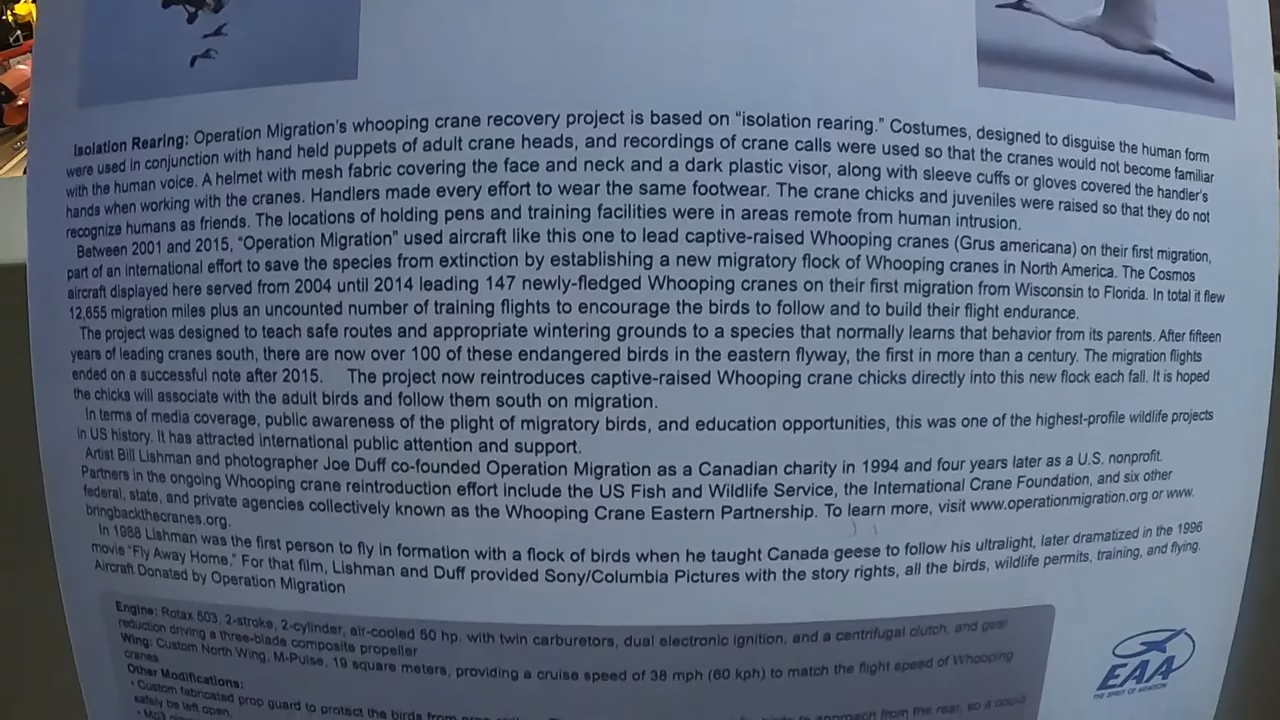 Isolation Rearing: Operation Migration's whooping crane recovery project is based on "isolation rearing." Costumes, designed to disguise the human form
were used in conjunction with hand held puppets of adult crane heads, and recordings of crane calls were used so that the cranes would not become familiar
with the human voice. A helmet with mesh fabric covering the face and neck and a dark plastic visor, along with sleeve cuffs or gloves covered the handler's
hands when working with the cranes. Handlers made every effort to wear the same footwear. The crane chicks and juveniles were raised so that they do not
recognize humans as friends. The locations of holding pens and training facilities were in areas remote from human intrusion.
Between 2001 and 2015, "Operation Migration" used aircraft like this one to lead captive-raised Whooping cranes (Grus americana) on their first migration,
part of an international effort to save the species from extinction by establishing a new migratory flock of Whooping cranes in North America. The Cosmos
aircraft displayed here served from 2004 until 2014 leading 147 newly-fledged Whooping cranes on their first migration from Wisconsin to Florida. In total it flew
12,655 migration miles plus an uncounted number of training flights to encourage the birds to follow and to build their flight endurance.
The project was designed to teach safe routes and appropriate wintering grounds to a species that normally learns that behavior from its parents. After fifteen
years of leading cranes south, there are now over 100 of these endangered birds in the eastern flyway, the first in more than a century. The migration flights
ended on a successful note after 2015. The project now reintroduces captive-raised Whooping crane chicks directly into this new flock each fall. It is hoped
the chicks will associate with the adult birds and follow them south on migration.
In terms of media coverage, public awareness of the plight of migratory birds, and education opportunities, this was one of the highest-profile wildlife projects
in US history. It has attracted international public attention and support.
Artist Bill Lishman and photographer Joe Duff co-founded Operation Migration as a Canadian charity in 1994 and four years later as a U.S. nonprofit.
Partners in the ongoing Whooping crane reintroduction effort include the US Fish and Wildlife Service, the International Crane Foundation, and six other
federal, state, and private agencies collectively known as the Whooping Crane Eastern Partnership. To learn more, visit www.operationmigration.org or www.
bringbackthecranes.org.
In 1988 Lishman was the first person to fly in formation with a flock of birds when he taught Canada geese to follow his ultralight, later dramatized in the 1996
movie "Fly Away Home." For that film, Lishman and Duff provided Sony/Columbia Pictures with the story rights, all the birds, wildlife permits, training, and flying.
Aircraft Donated by Operation Migration
Engine: Rotax 503, 2-stroke, 2-cylinder, air-cooled 50 hp. with twin carburetors, dual electronic ignition, and a centrifugal clutch, and gear
reduction driving a three-blade composite propeller
Wing: Custom North Wing, M-Pulse, 19 square meters, providing a cruise speed of 38 mph (60 kph) to match the flight speed of Whooping
cranes
Other Modifications:
• Custom fabricated prop guard to protect the birds from approach from the rear, so it could
safely be left open.
EAA
THE SPIRIT OF AVIATION